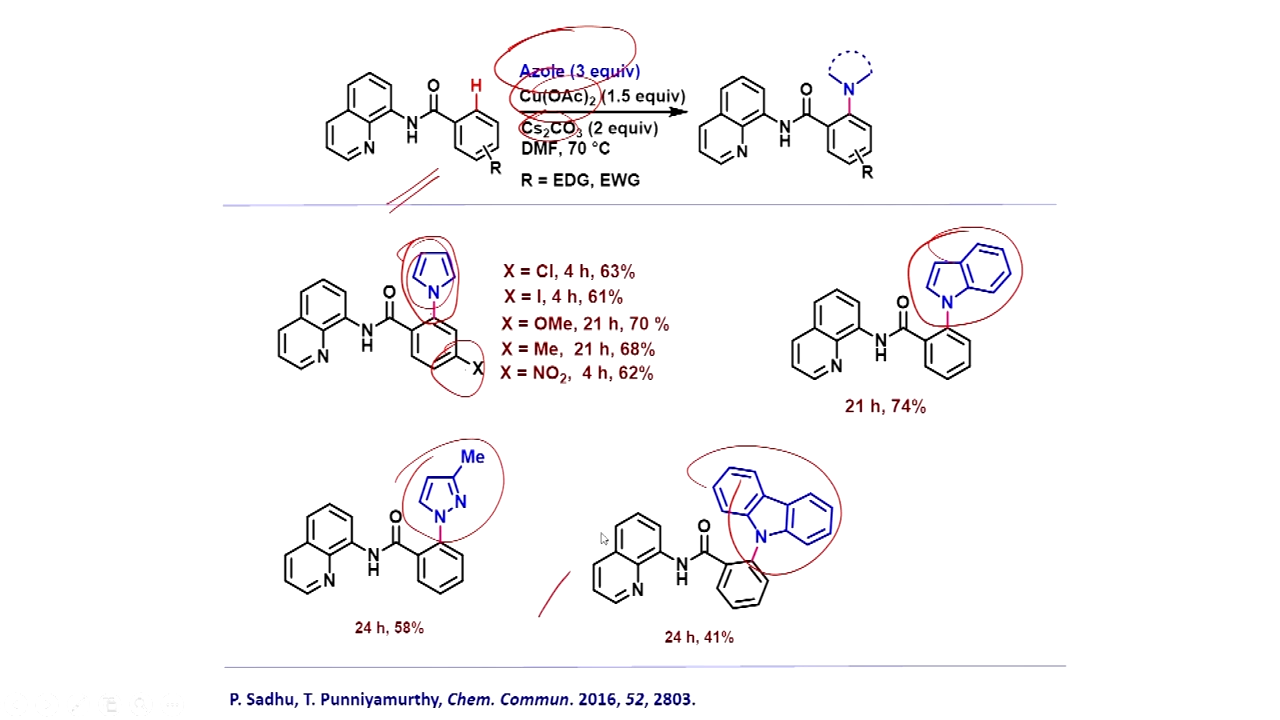 Azole (3 equiv)
Cu(OAc)₂ (1.5 equiv)
Cs₂CO₃ (2 equiv)
DMF, 70 °C
R = EDG, EWG
O
H
N
H
N
R
O
N
N
H
N
R
X = Cl, 4 h, 63%
X = I, 4 h, 61%
X = OMe, 21 h, 70 %
X = Me, 21 h, 68%
X = NO₂, 4 h, 62%
N
O
N
H
N
X
N
O
N
H
N
21 h, 74%
Me
N
N
O
N
H
N
24 h, 58%
N
O
N
H
N
24 h, 41%
P. Sadhu, T. Punniyamurthy, Chem. Commun. 2016, 52, 2803.